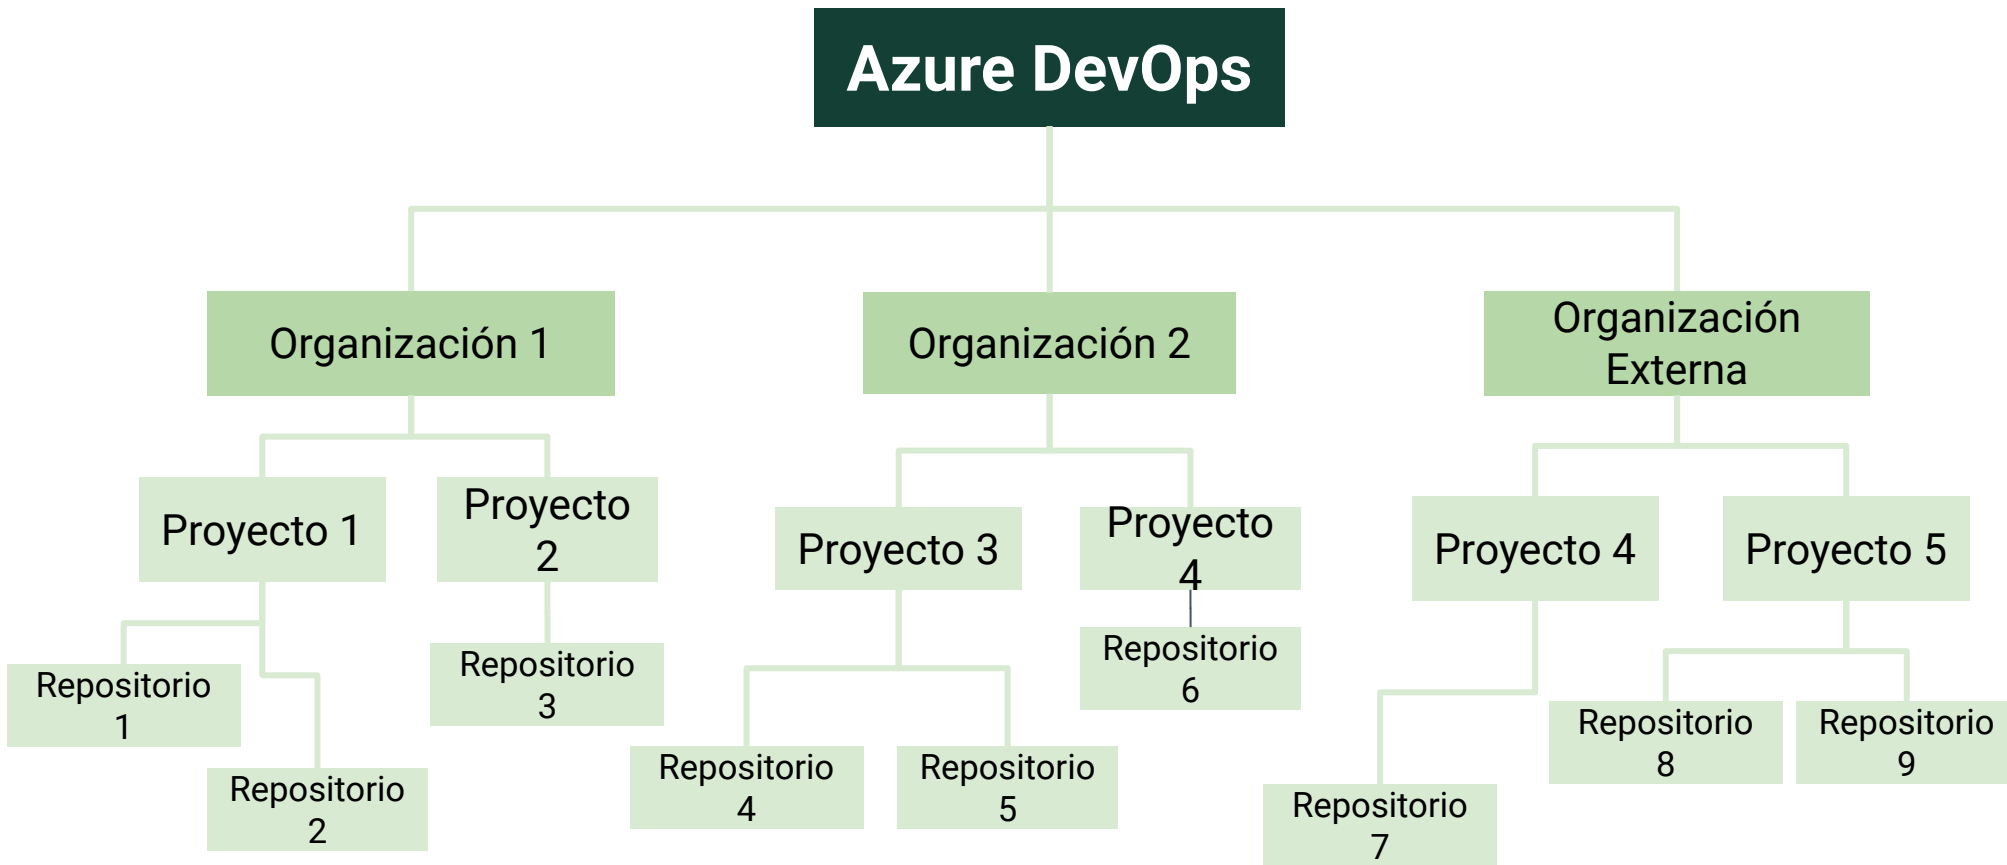 Azure DevOps
Organización 1
Organización 2
Organización
Externa
Proyecto 1
Proyecto
2
Proyecto 3
Proyecto
4
Proyecto 4
Proyecto 5
Repositorio
1
Repositorio
2
Repositorio
3
Repositorio
4
Repositorio
5
Repositorio
6
Repositorio
7
Repositorio
8
Repositorio
9